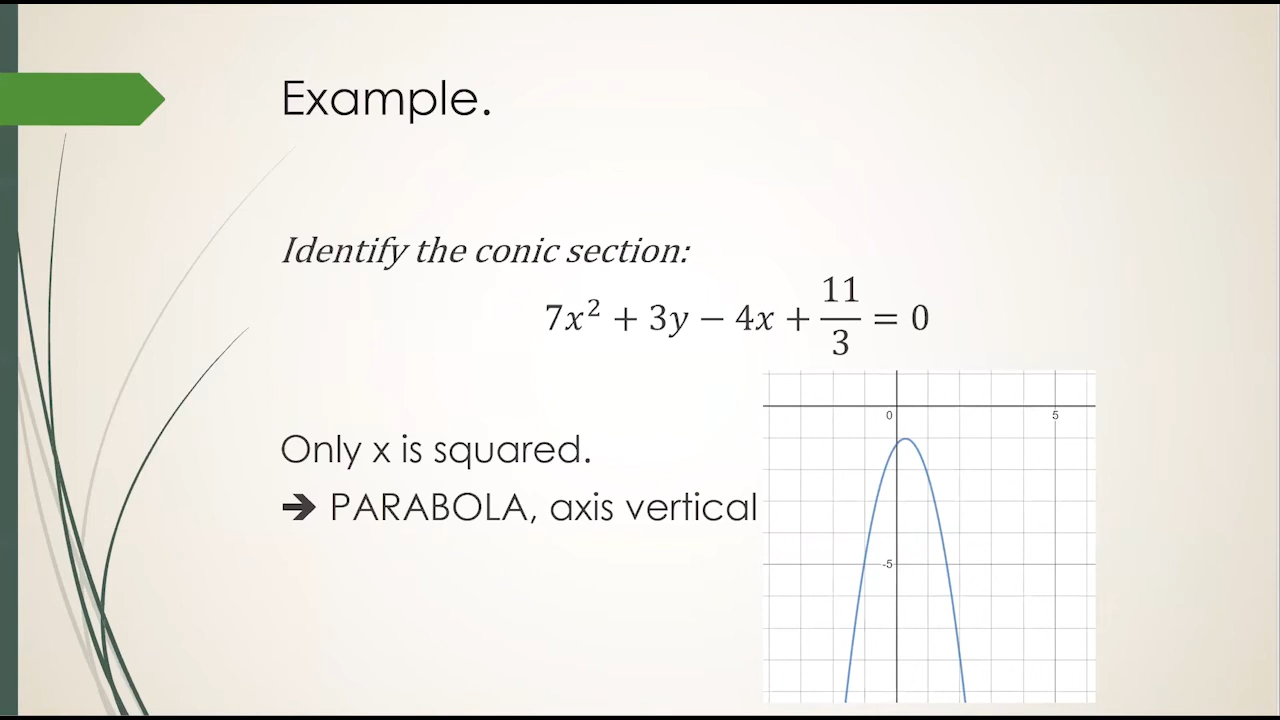 Example.
Identify the conic section:
7x² + 3y − 4x + 11/3 = 0
0
5
Only x is squared.
➔ PARABOLA, axis vertical
-5